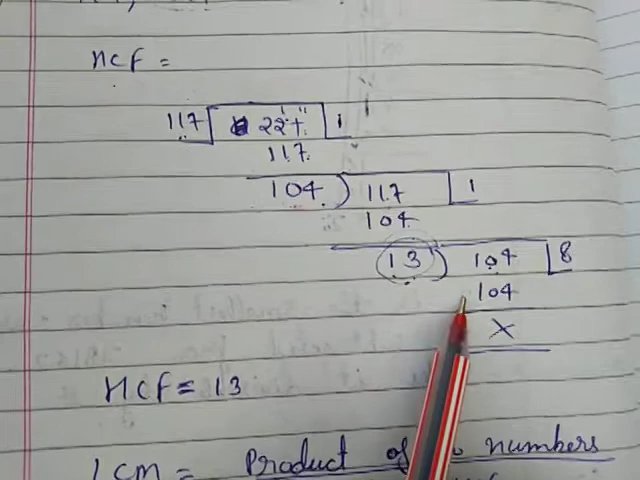 HCF =
117 221 1
117
104 ) 117 1
104
13 ) 104 8
104
X
HCF = 13
LCM = Product of numbers